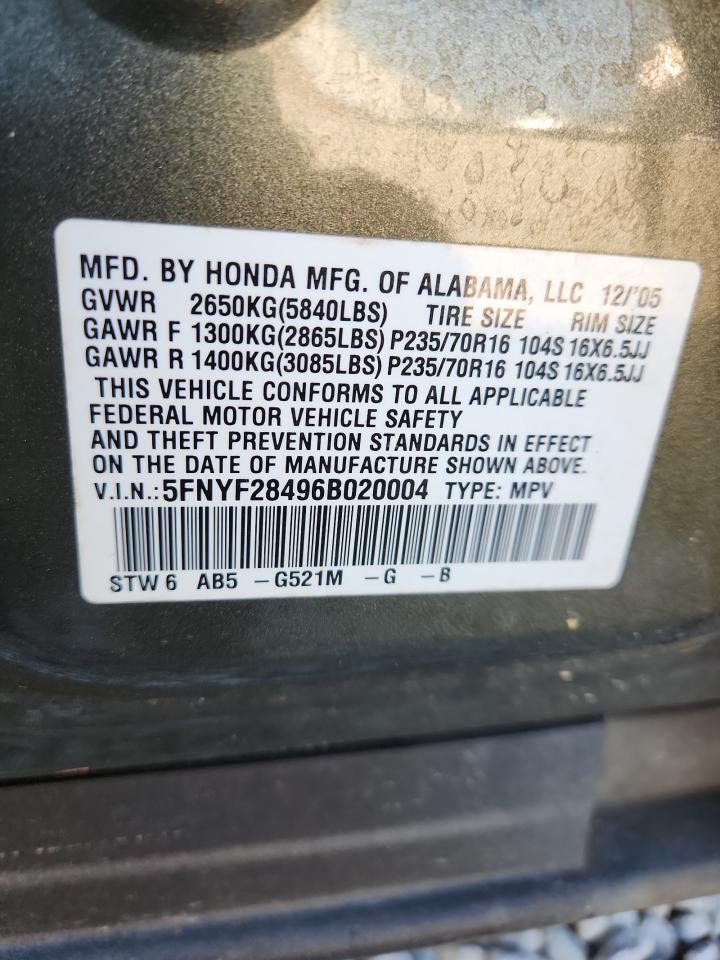 MFD. BY HONDA MFG. OF ALABAMA, LLC 12/'05
GVWR 2650KG(5840LBS) TIRE SIZE RIM SIZE
GAWR F 1300KG(2865LBS) P235/70R16 104S 16X6.5JJ
GAWR R 1400KG(3085LBS) P235/70R16 104S 16X6.5JJ
THIS VEHICLE CONFORMS TO ALL APPLICABLE
FEDERAL MOTOR VEHICLE SAFETY
AND THEFT PREVENTION STANDARDS IN EFFECT
ON THE DATE OF MANUFACTURE SHOWN ABOVE.
V.I.N.: 5FNYF28496B020004 TYPE: MPV
STW 6 AB5 -G521M -G -B